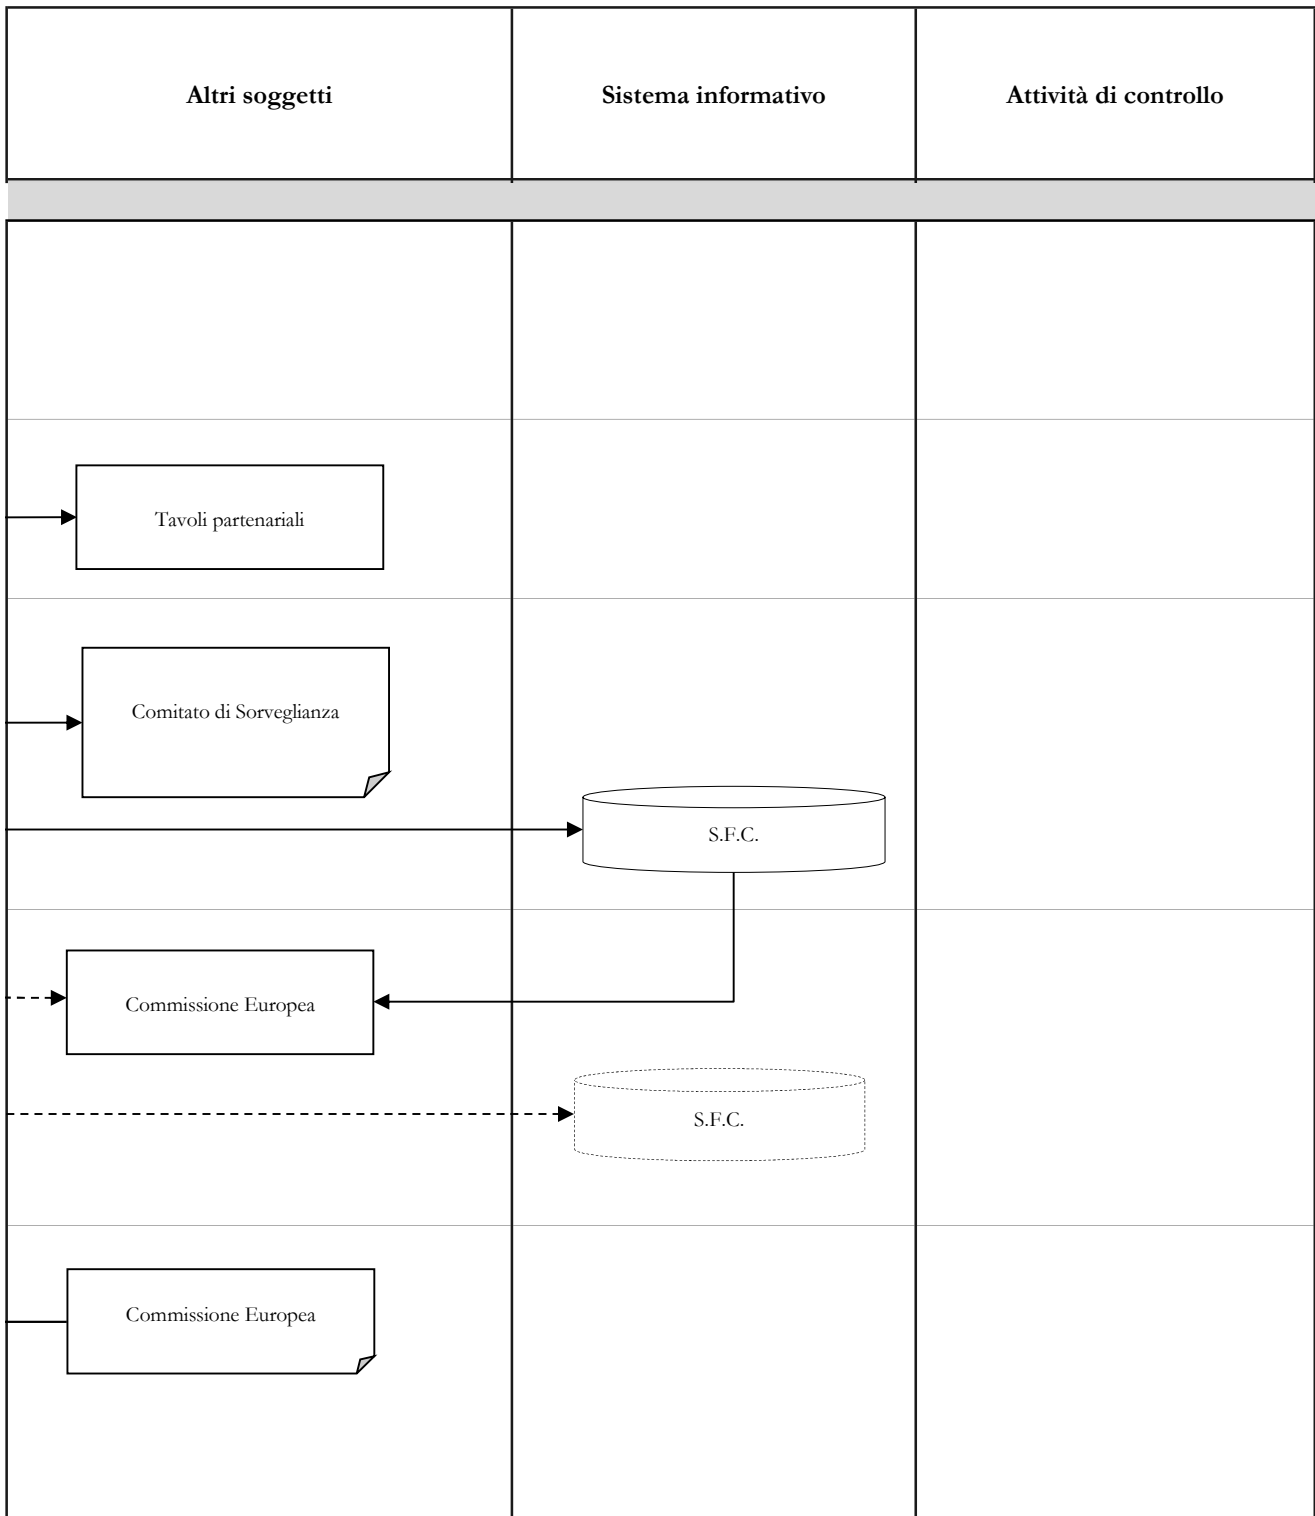 Altri soggetti
Sistema informativo
Attività di controllo
Tavoli partenariali
Comitato di Sorveglianza
S.F.C.
Commissione Europea
S.F.C.
Commissione Europea